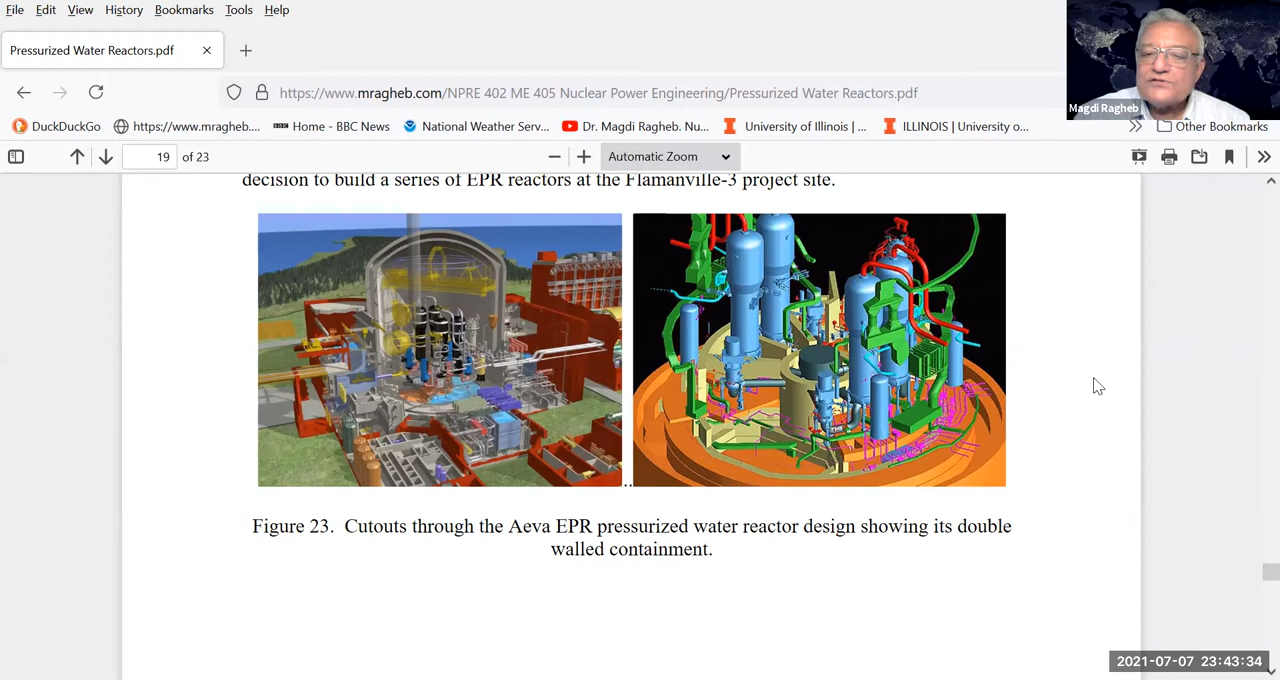 File Edit View History Bookmarks Tools Help
Pressurized Water Reactors.pdf
https://www.mragheb.com/NPRE 402 ME 405 Nuclear Power Engineering/Pressurized Water Reactors.pdf
Magdi Ragheb
DuckDuckGo https://www.mragheb.... BBC Home - BBC News National Weather Serv... Dr. Magdi Ragheb. Nu... University of Illinois | ... ILLINOIS | University o... Other Bookmarks
19 of 23 Automatic Zoom
decision to build a series of EPR reactors at the Flamanville-3 project site.
..
Figure 23. Cutouts through the Aeva EPR pressurized water reactor design showing its double
walled containment.
2021-07-07 23:43:34